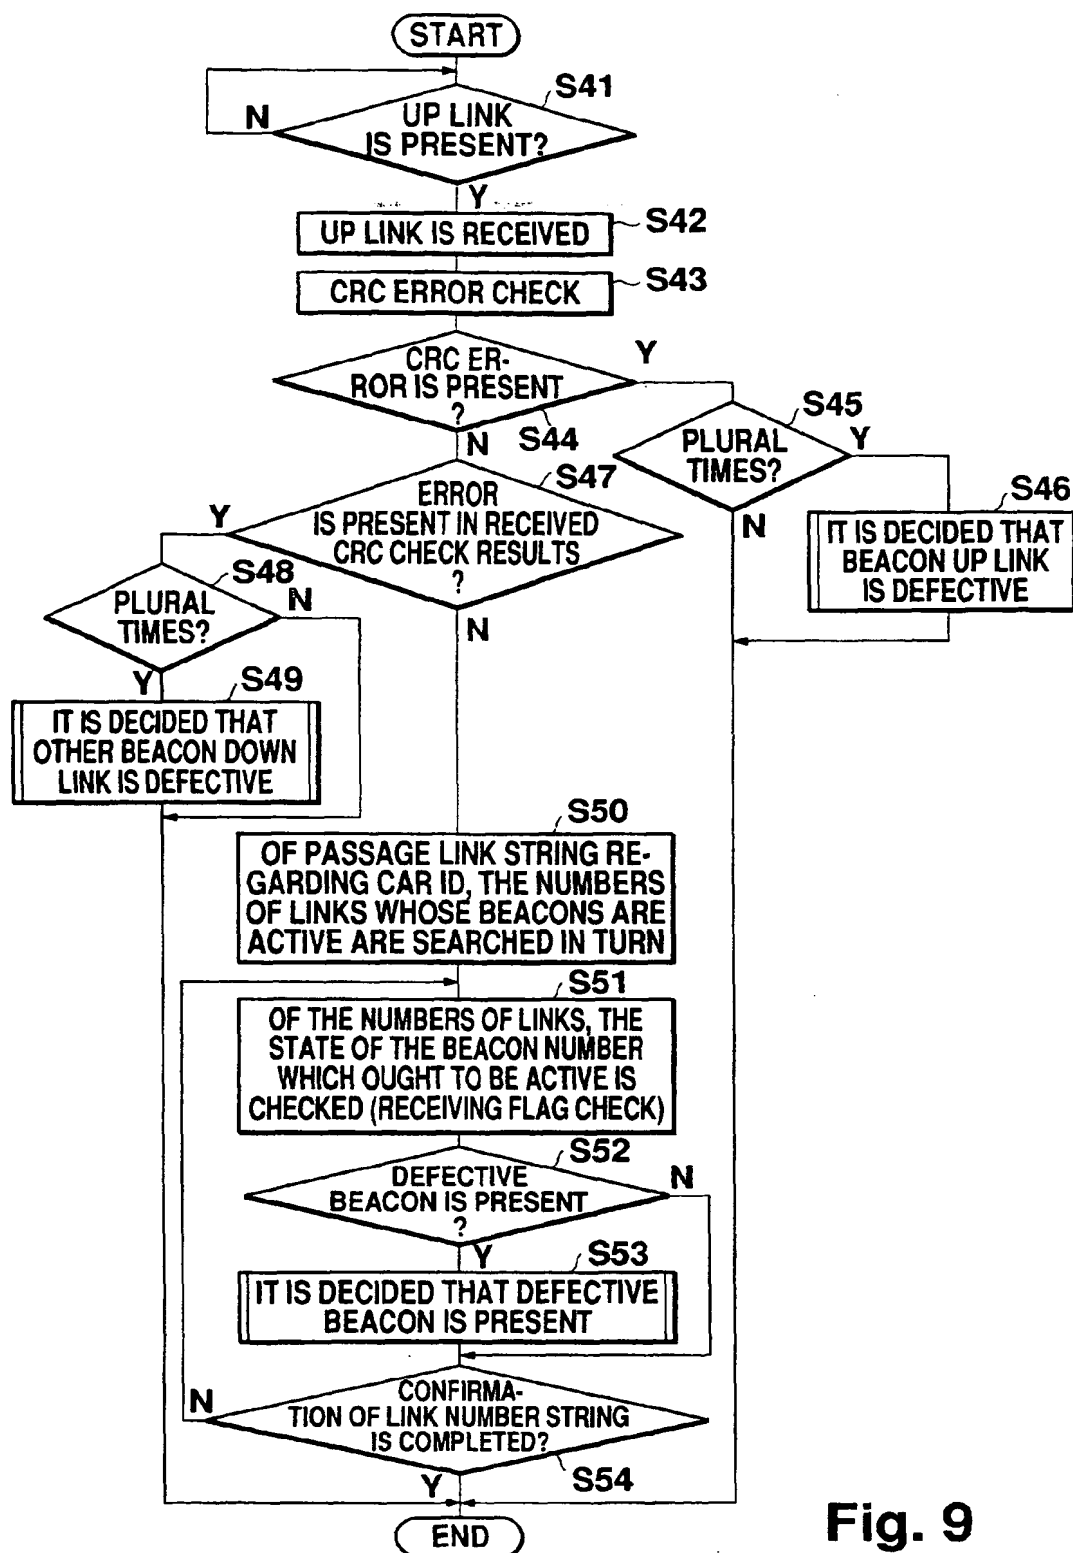 START
S41
N
UP LINK
IS PRESENT?
Y
S42
UP LINK IS RECEIVED
S43
CRC ERROR CHECK
Y
CRC ER-
ROR IS PRESENT
?
S44
N
S45
PLURAL
TIMES?
Y
N
S46
IT IS DECIDED THAT
BEACON UP LINK
IS DEFECTIVE
S47
Y
ERROR
IS PRESENT IN RECEIVED
CRC CHECK RESULTS
?
N
S48
PLURAL
TIMES?
N
Y
S49
IT IS DECIDED THAT
OTHER BEACON DOWN
LINK IS DEFECTIVE
S50
OF PASSAGE LINK STRING RE-
GARDING CAR ID, THE NUMBERS
OF LINKS WHOSE BEACONS ARE
ACTIVE ARE SEARCHED IN TURN
S51
OF THE NUMBERS OF LINKS, THE
STATE OF THE BEACON NUMBER
WHICH OUGHT TO BE ACTIVE IS
CHECKED (RECEIVING FLAG CHECK)
S52
DEFECTIVE
BEACON IS PRESENT
?
N
Y
S53
IT IS DECIDED THAT DEFECTIVE
BEACON IS PRESENT
N
CONFIRMA-
TION OF LINK NUMBER STRING
IS COMPLETED?
S54
Y
END
Fig. 9